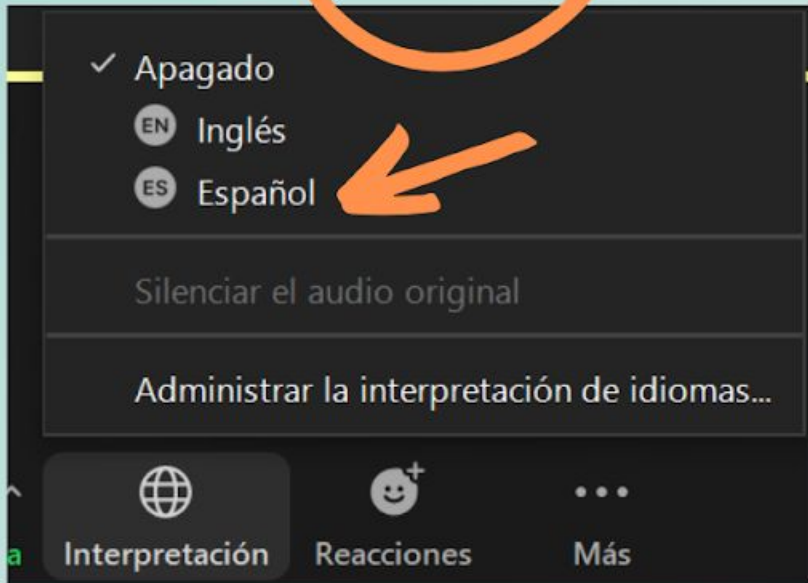 Apagado
EN Inglés
ES Español
Silenciar el audio original
Administrar la interpretación de idiomas...
a Interpretación Reacciones Más